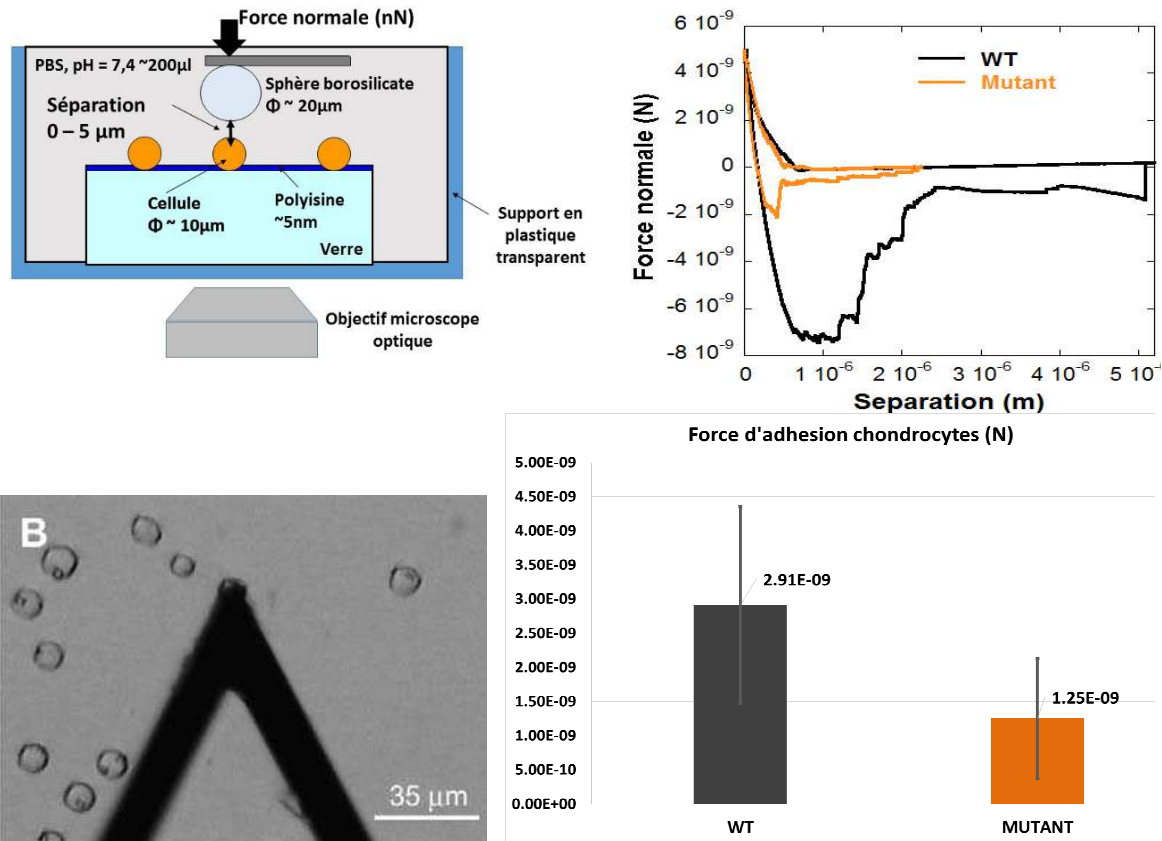 Force normale (nN)
PBS, pH = 7,4 ~200µl
Sphère borosilicate
Φ ~ 20µm
Séparation
0 – 5 µm
Cellule
Φ ~ 10µm
Polyisine
~5nm
Verre
Support en
plastique
transparent
Objectif microscope
optique
6 10-9
4 10-9
2 10-9
0
-2 10-9
-4 10-9
-6 10-9
-8 10-9
Force normale (N)
WT
Mutant
0
1 10-6
2 10-6
3 10-6
4 10-6
5 10-6
Separation (m)
B
35 µm
Force d'adhesion chondrocytes (N)
5.00E-09
4.50E-09
4.00E-09
3.50E-09
3.00E-09
2.50E-09
2.00E-09
1.50E-09
1.00E-09
5.00E-10
0.00E+00
2.91E-09
1.25E-09
WT
MUTANT